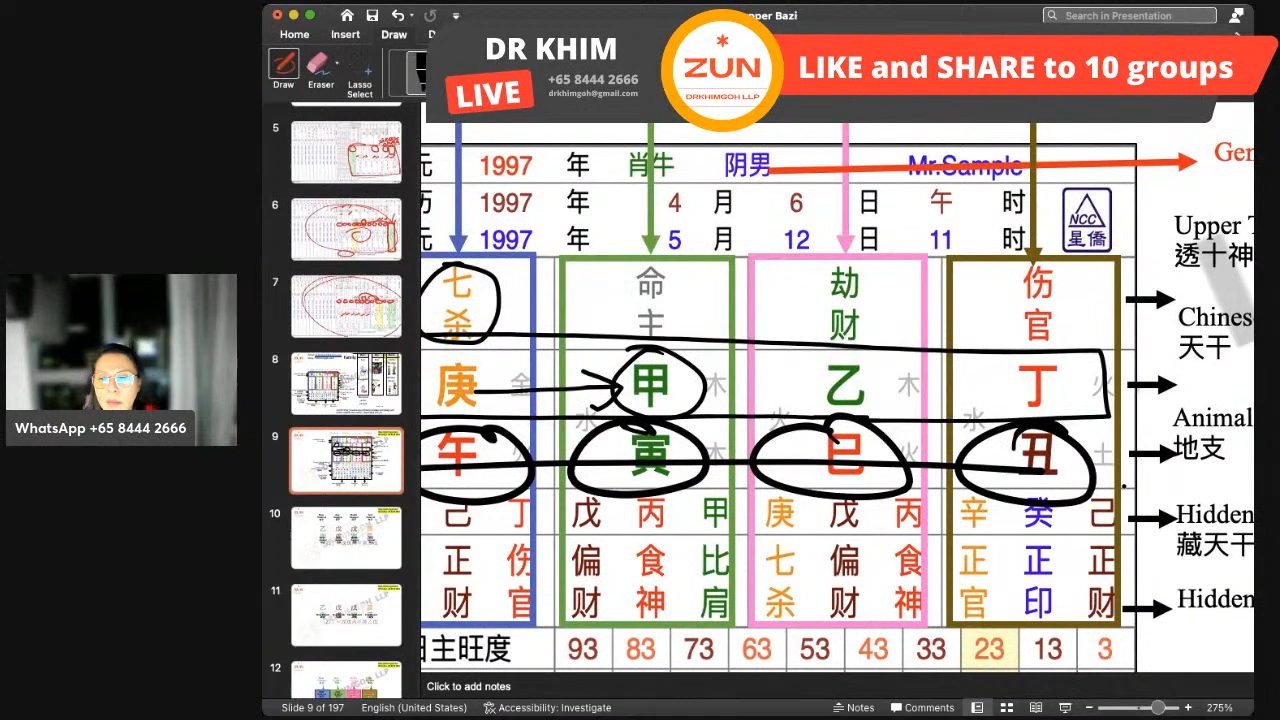 pper Bazi
Search in Presentation
Home Insert Draw
Draw Eraser Lasso Select
DR KHIM
LIVE
+65 8444 2666
drkhimgoh@gmail.com
ZUN
DRKHIMGOH LLP
LIKE and SHARE to 10 groups
WhatsApp +65 8444 2666
5
6
7
8
9
10
11
12
元 1997 年 肖牛 阴男 Mr.Sample
历 1997 年 4 月 6 日 午 时
元 1997 年 5 月 12 日 11 时
NCC
星僑
七 命 劫 伤
杀 主 财 官
庚 金 甲 木 乙 木 丁 火
水 火 水
午 寅 木 巳 火 丑 土
己 丁 戊 丙 甲 庚 戊 丙 辛 癸 己
正 伤 偏 食 比 七 偏 食 正 正 正
财 官 财 神 肩 杀 财 神 官 印 财
日主旺度 93 83 73 63 53 43 33 23 13 3
Gen
Upper T
透十神
Chines
天干
Animal
地支
Hidden
藏天干
Hidden
Click to add notes
Slide 9 of 197 English (United States) Accessibility: Investigate Notes Comments 275%